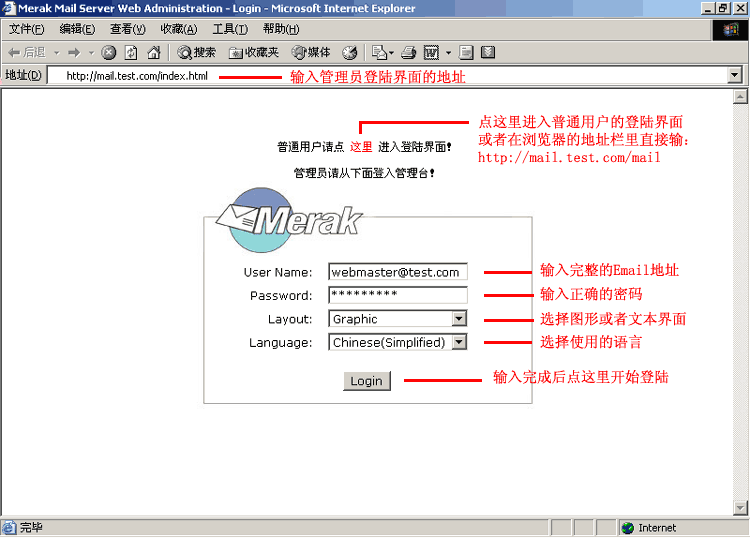 Merak Mail Server Web Administration - Login - Microsoft Internet Explorer
文件(F) 编辑(E) 查看(V) 收藏(A) 工具(T) 帮助(H)
后退 搜索 收藏夹 媒体
地址(D) http://mail.test.com/index.html 输入管理员登陆界面的地址
点这里进入普通用户的登陆界面
或者在浏览器的地址栏里直接输:
http://mail.test.com/mail
普通用户请点 这里 进入登陆界面!
管理员请从下面登入管理台!
Merak
User Name: webmaster@test.com 输入完整的Email地址
Password: ********* 输入正确的密码
Layout: Graphic 选择图形或者文本界面
Language: Chinese(Simplified) 选择使用的语言
Login 输入完成后点这里开始登陆
完毕 Internet